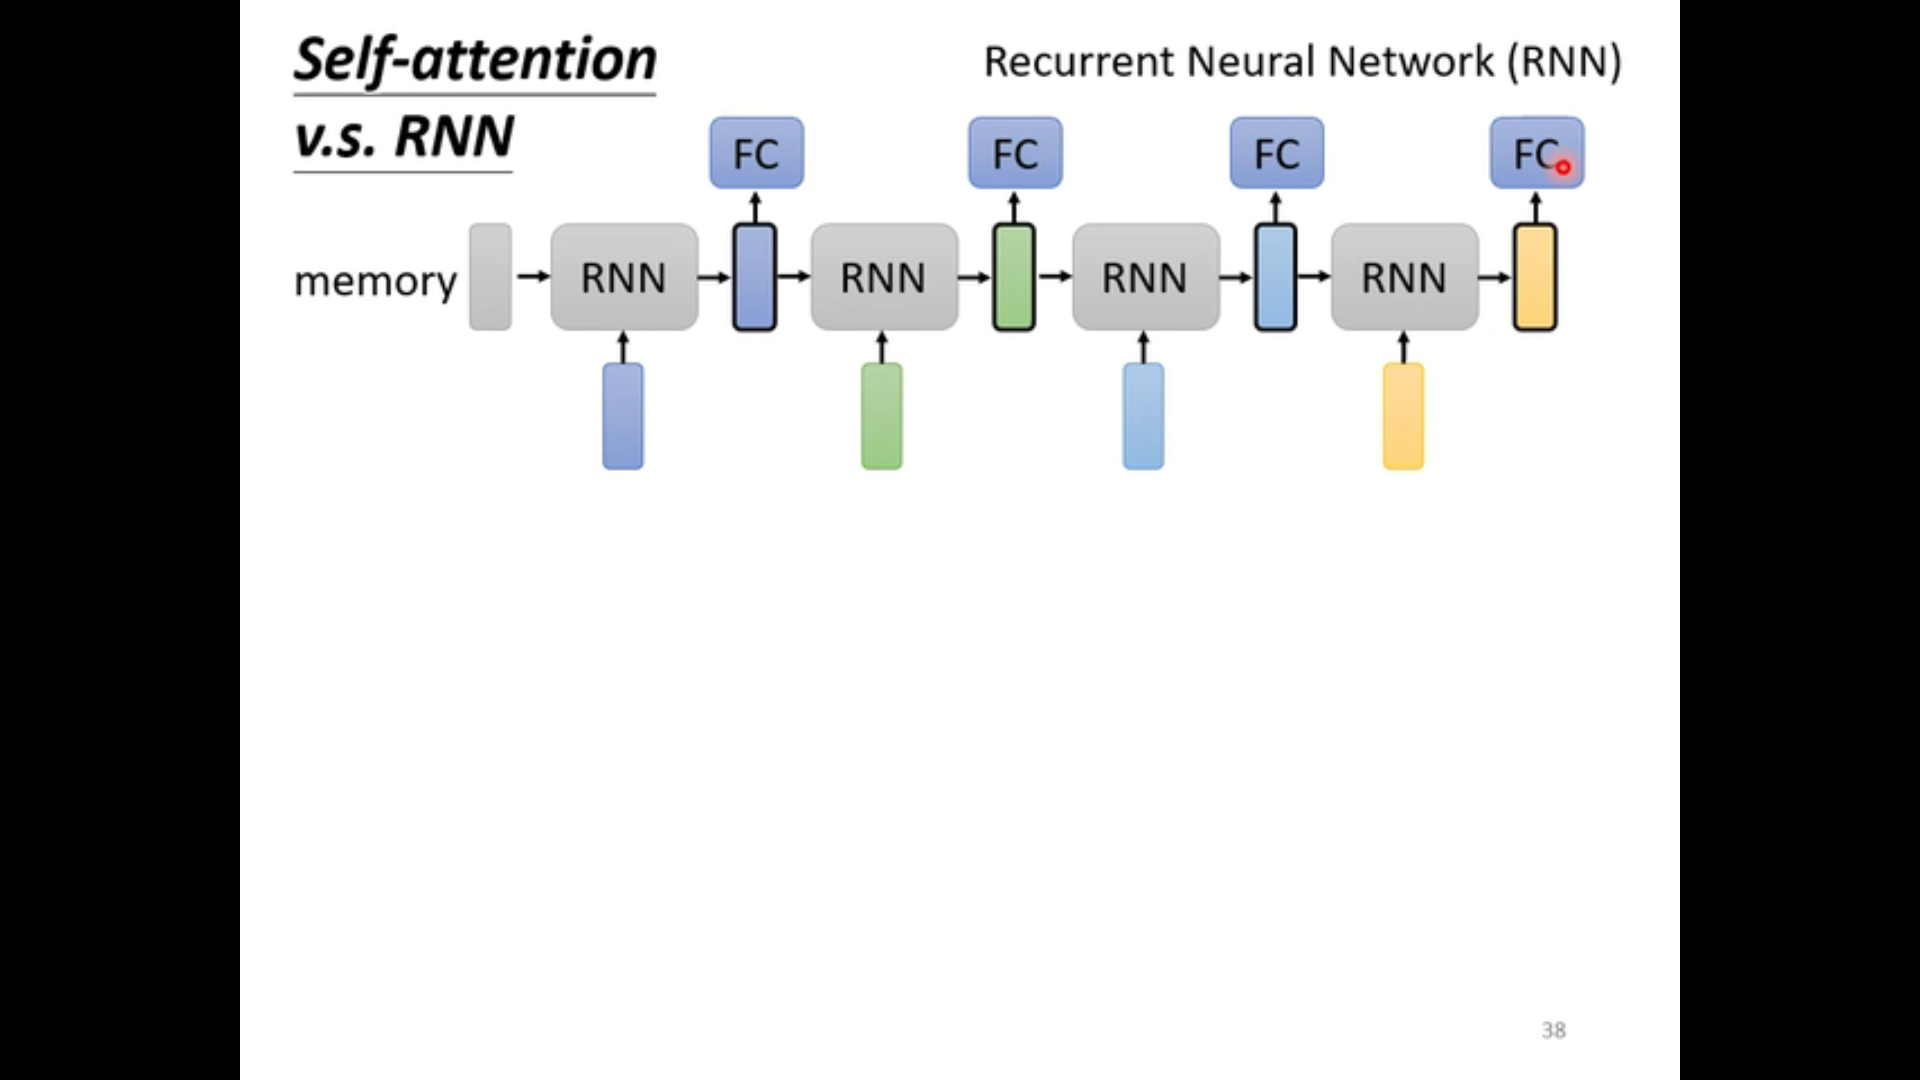 Self-attention
v.s. RNN
Recurrent Neural Network (RNN)
FC FC FC FC
memory RNN RNN RNN RNN
38